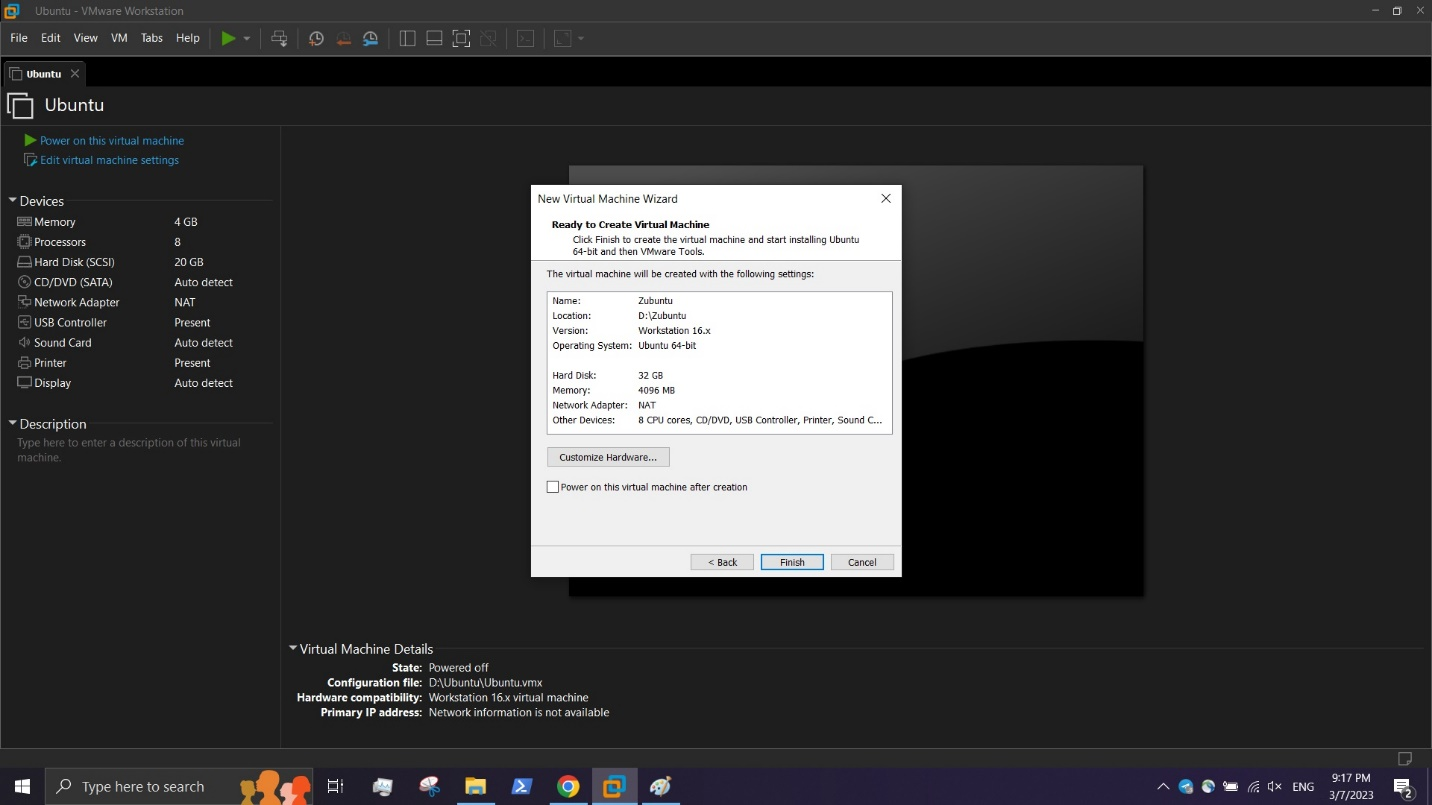 Ubuntu - VMware Workstation
File Edit View VM Tabs Help
Ubuntu
Ubuntu
Power on this virtual machine
Edit virtual machine settings
Devices
Memory 4 GB
Processors 8
Hard Disk (SCSI) 20 GB
CD/DVD (SATA) Auto detect
Network Adapter NAT
USB Controller Present
Sound Card Auto detect
Printer Present
Display Auto detect
Description
Type here to enter a description of this virtual
machine.
New Virtual Machine Wizard
Ready to Create Virtual Machine
Click Finish to create the virtual machine and start installing Ubuntu
64-bit and then VMware Tools.
The virtual machine will be created with the following settings:
Name: Zubuntu
Location: D:\Zubuntu
Version: Workstation 16.x
Operating System: Ubuntu 64-bit
Hard Disk: 32 GB
Memory: 4096 MB
Network Adapter: NAT
Other Devices: 8 CPU cores, CD/DVD, USB Controller, Printer, Sound C...
Customize Hardware...
Power on this virtual machine after creation
< Back Finish Cancel
Virtual Machine Details
State: Powered off
Configuration file: D:\Ubuntu\Ubuntu.vmx
Hardware compatibility: Workstation 16.x virtual machine
Primary IP address: Network information is not available
Type here to search
ENG
9:17 PM
3/7/2023
2